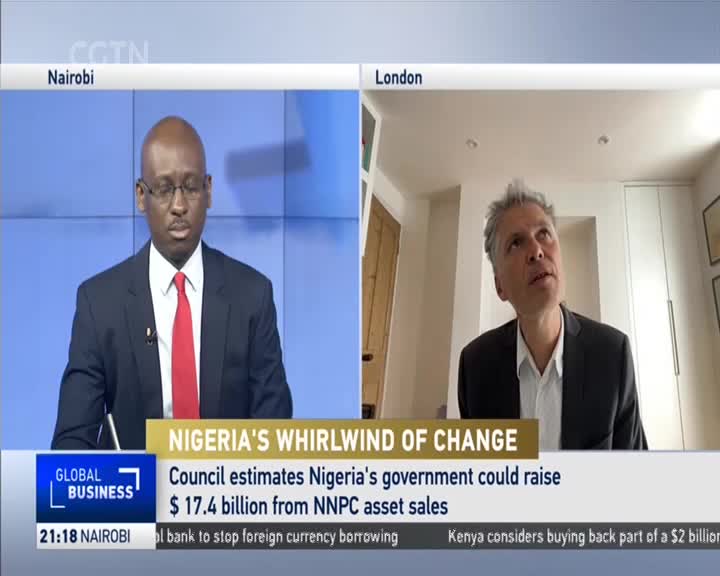 CGTN
Nairobi
London
NIGERIA'S WHIRLWIND OF CHANGE
Council estimates Nigeria's government could raise
$ 17.4 billion from NNPC asset sales
GLOBAL
BUSINESS
21:18 NAIROBI
bank to stop foreign currency borrowing
Kenya considers buying back part of a $2 billion